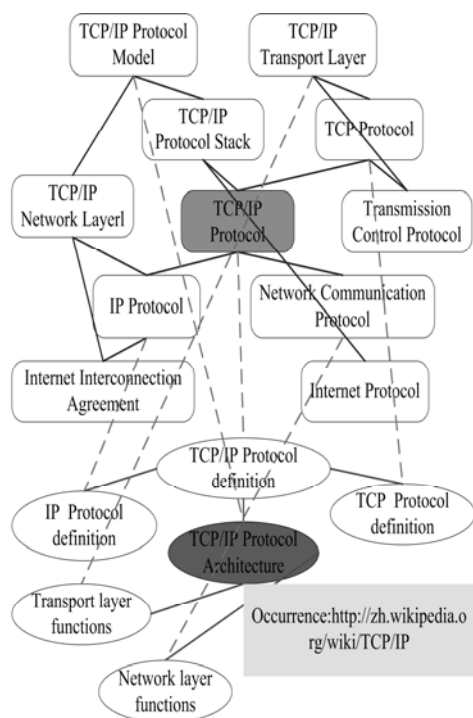 TCP/IP Protocol
Model
TCP/IP
Transport Layer
TCP/IP
Protocol Stack
TCP Protocol
TCP/IP
Network Layerl
TCP/IP
Protocol
Transmission
Control Protocol
IP Protocol
Network Communication
Protocol
Internet Interconnection
Agreement
Internet Protocol
TCP/IP Protocol
definition
IP Protocol
definition
TCP Protocol
definition
TCP/IP Protocol
Architecture
Transport layer
functions
Occurrence:http://zh.wikipedia.o
rg/wiki/TCP/IP
Network layer
functions